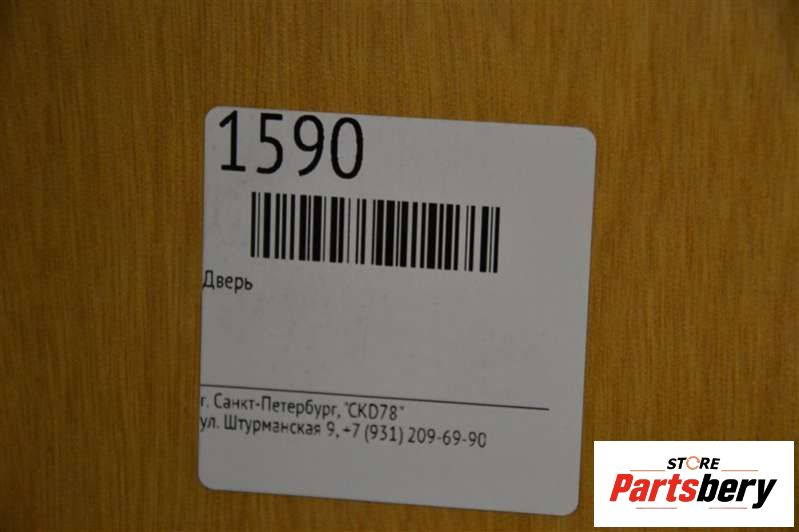 1590
Дверь
г. Санкт-Петербург, "CKD78"
ул. Штурманская 9, +7 (931) 209-69-90
STORE
Partsbery